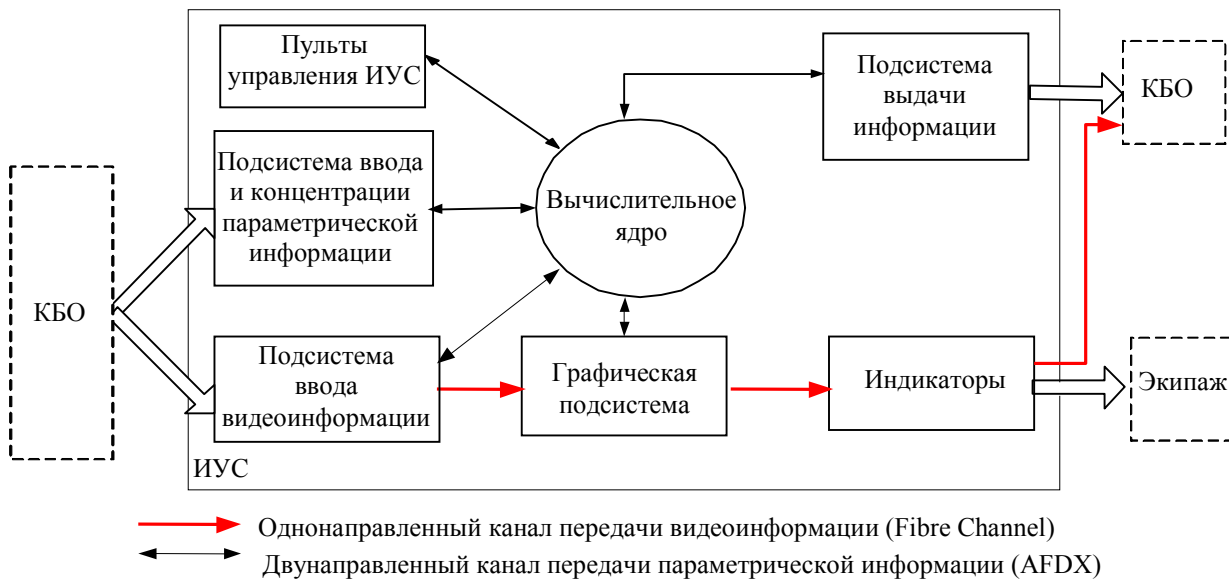 Пульты
управления ИУС
Подсистема
выдачи
информации
КБО
Подсистема ввода
и концентрации
параметрической
информации
Вычислительное
ядро
КБО
Подсистема
ввода
видеоинформации
Графическая
подсистема
Индикаторы
Экипаж
ИУС
Однонаправленный канал передачи видеоинформации (Fibre Channel)
Двунаправленный канал передачи параметрической информации (AFDX)